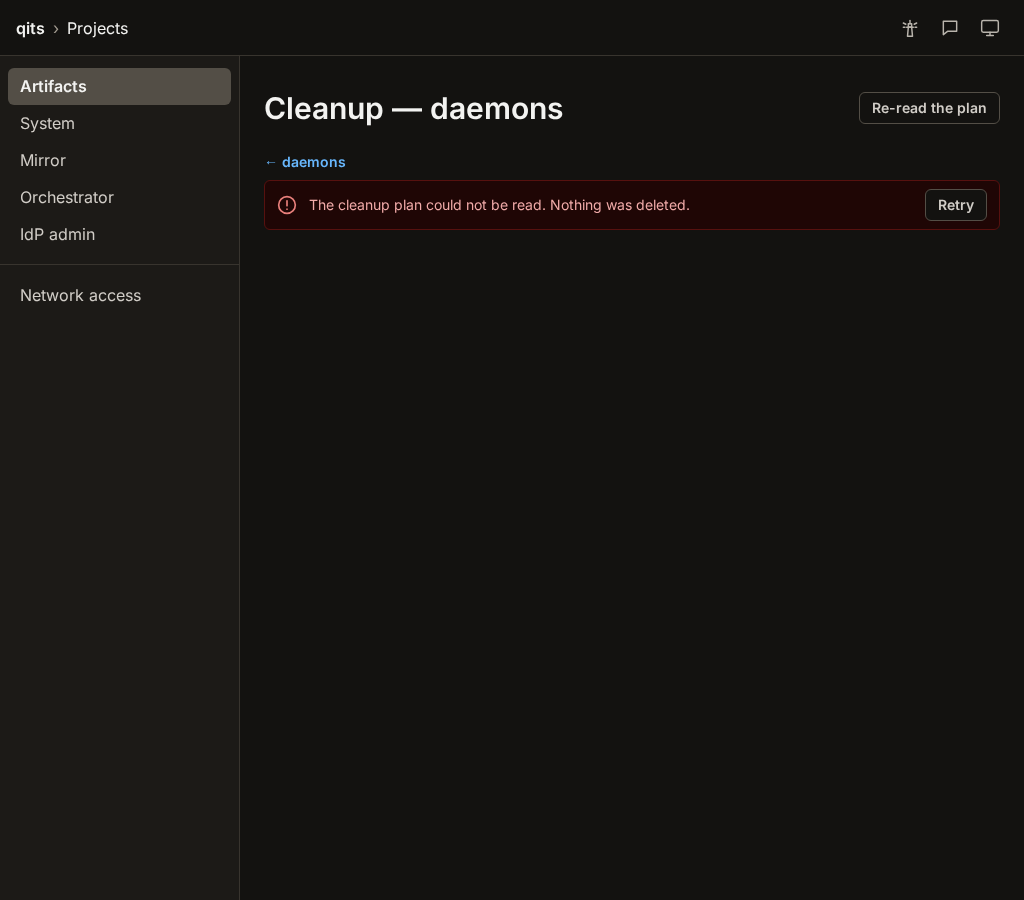 qits › Projects
Artifacts
System
Mirror
Orchestrator
IdP admin
Network access
Cleanup — daemons
Re-read the plan
← daemons
The cleanup plan could not be read. Nothing was deleted.
Retry